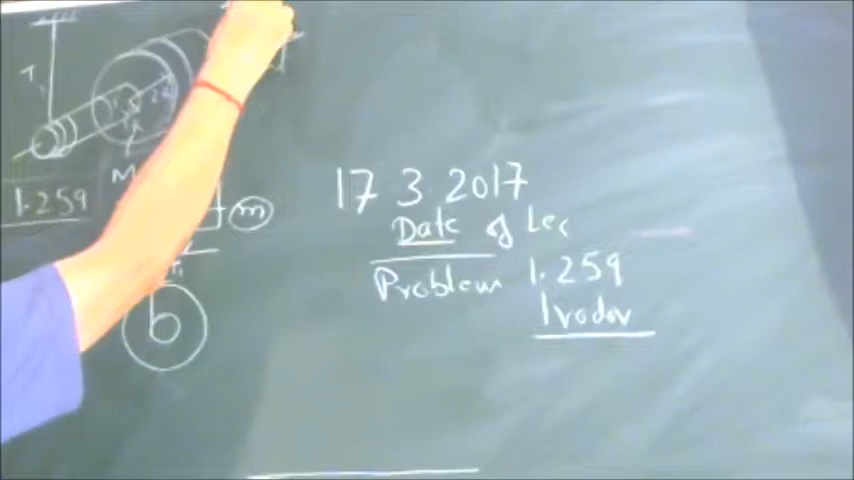 T
M
1.259
m
17 3 2017
Date of Lec
Problem 1.259
Irodov